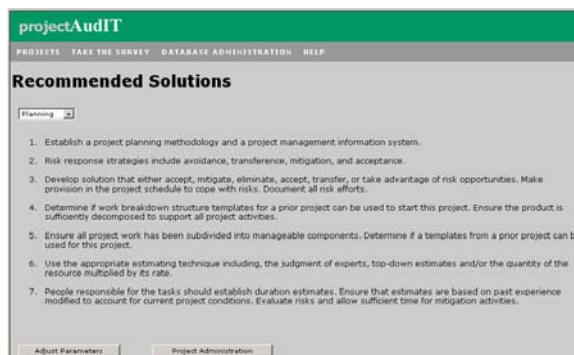 projectAudIT
PROJECTS TAKE THE SURVEY DATABASE ADMINISTRATION HELP
Recommended Solutions
Planning
1. Establish a project planning methodology and a project management information system.
2. Risk response strategies include avoidance, transference, mitigation, and acceptance.
3. Develop solution that either accept, mitigate, eliminate, accept, transfer, or take advantage of risk opportunities. Make
provision in the project schedule to cope with risks. Document all risk efforts.
4. Determine if work breakdown structure templates for a prior project can be used to start this project. Ensure the product is
sufficiently decomposed to support all project activities.
5. Ensure all project work has been subdivided into manageable components. Determine if a templates from a prior project can be
used for this project.
6. Use the appropriate estimating technique including, the judgment of experts, top-down estimates and/or the quantity of the
resource multiplied by its rate.
7. People responsible for the tasks should establish duration estimates. Ensure that estimates are based on past experience
modified to account for current project conditions. Evaluate risks and allow sufficient time for mitigation activities.
Adjust Parameters Project Administration